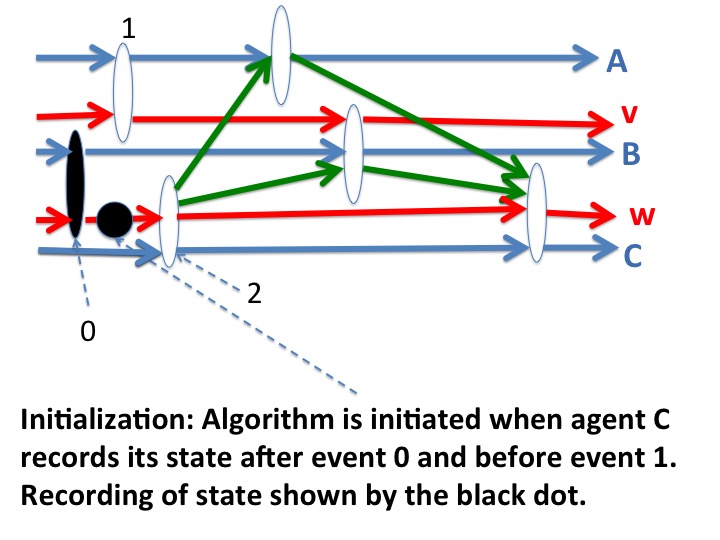 1
A
v
B
w
C
2
0
Initialization: Algorithm is initiated when agent C
records its state after event 0 and before event 1.
Recording of state shown by the black dot.